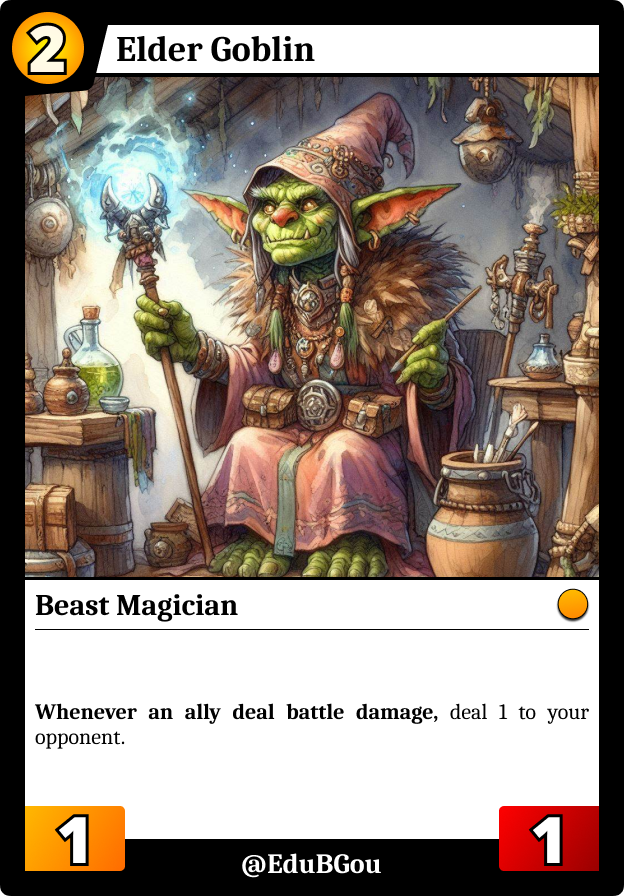 2
Elder Goblin
Beast Magician
Whenever an ally deal battle damage, deal 1 to your
opponent.
1
1
@EduBGou